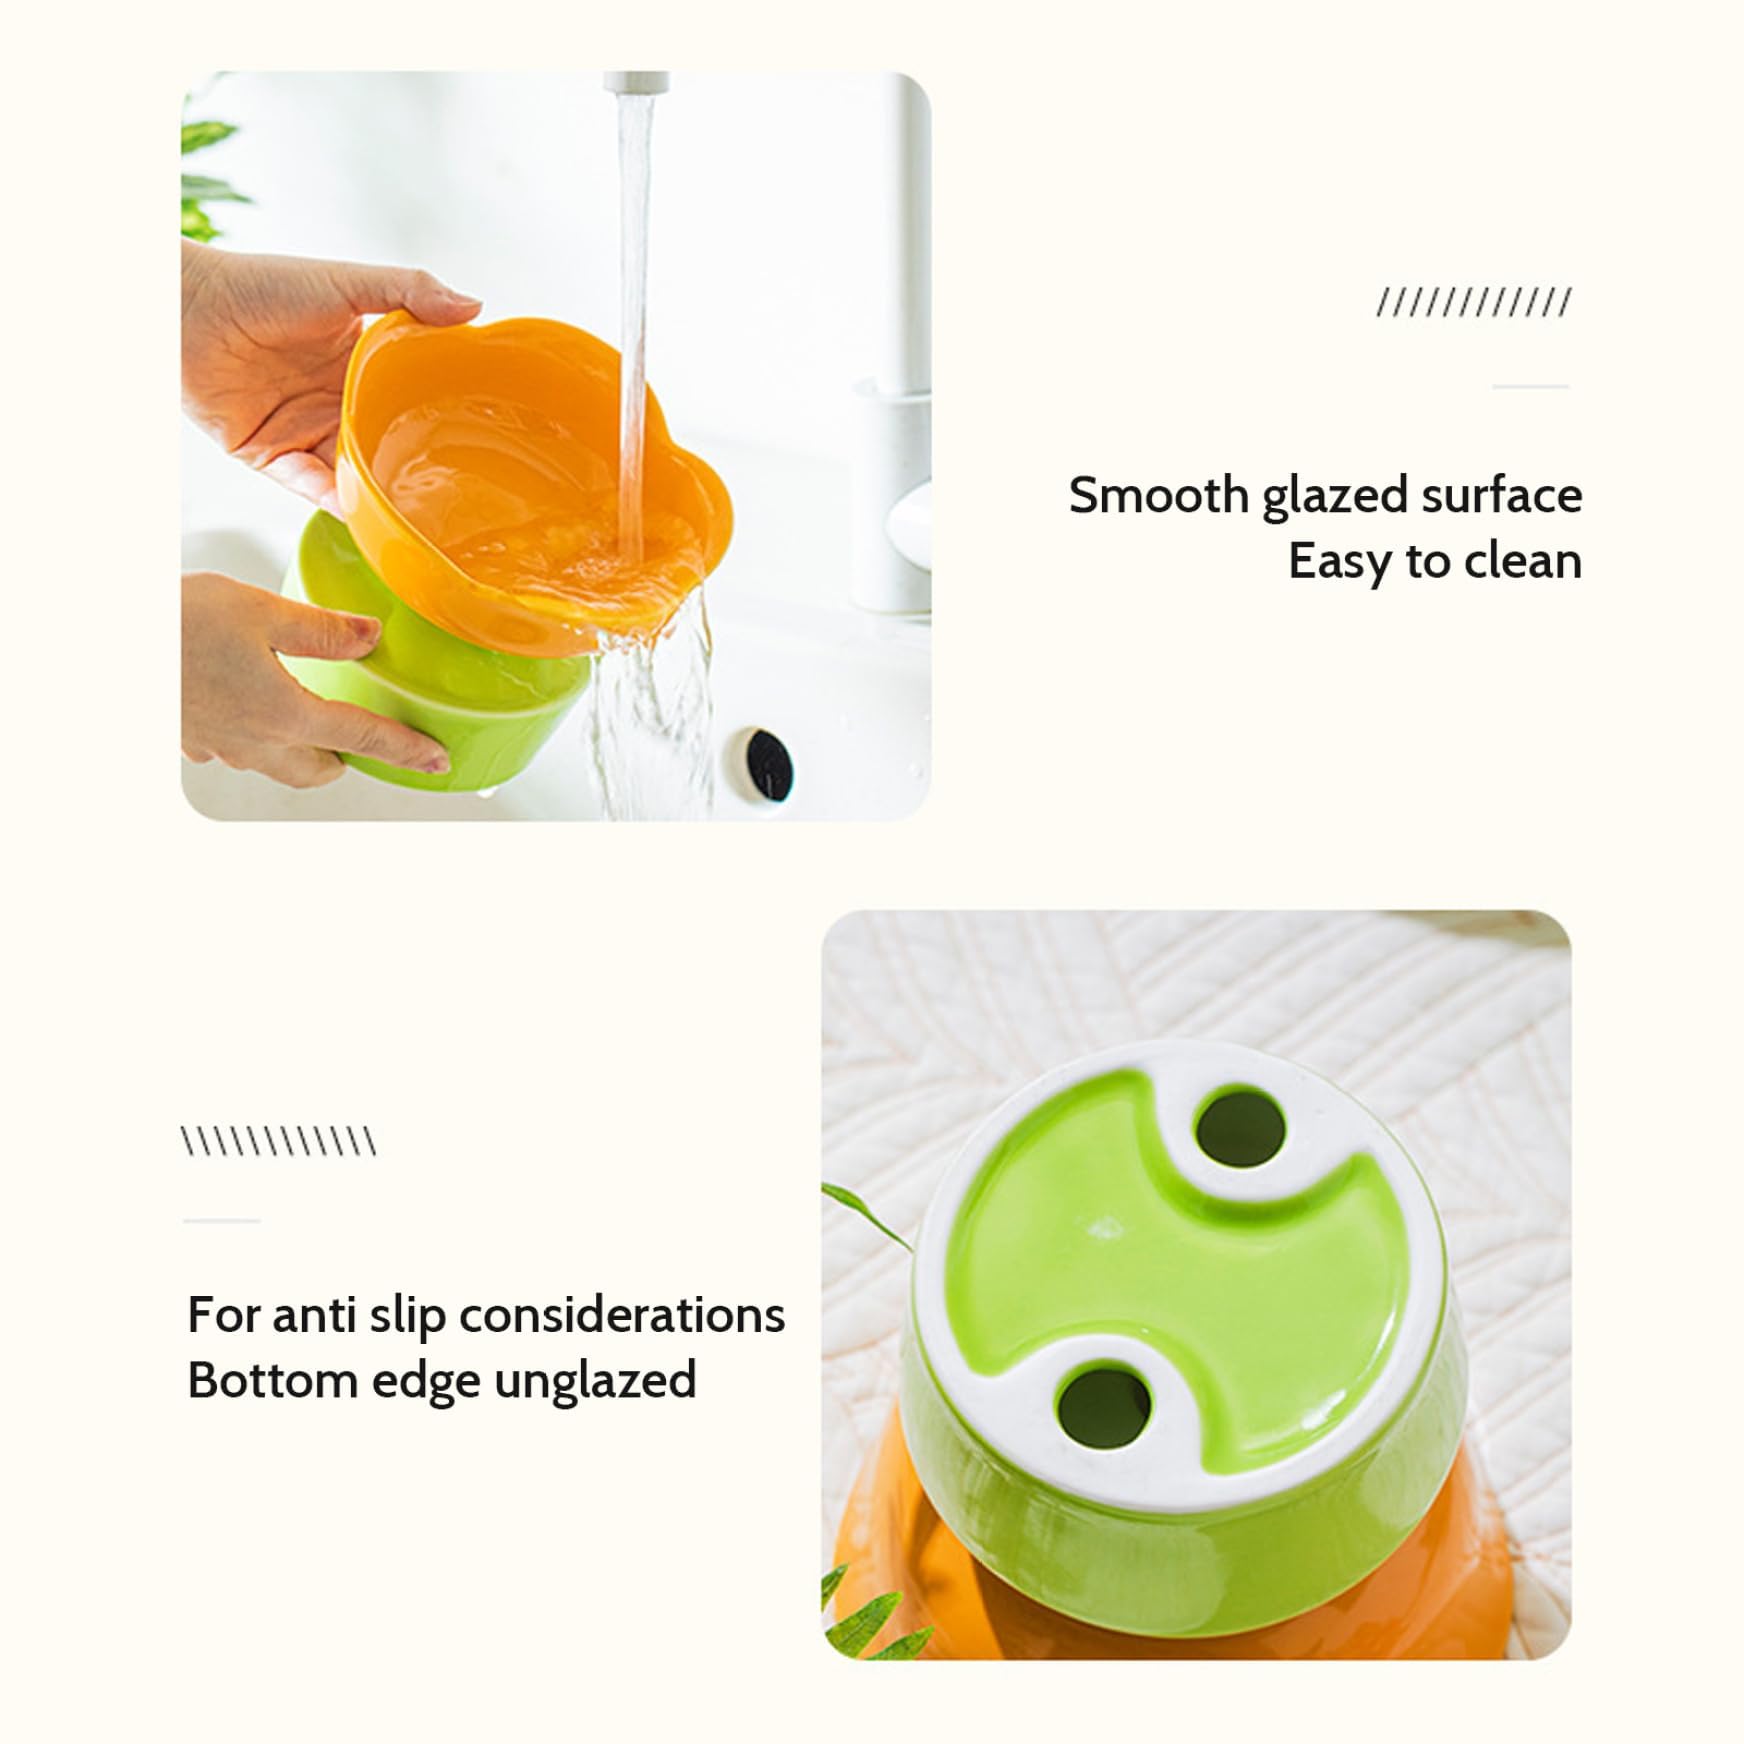 Smooth glazed surface
Easy to clean
For anti slip considerations
Bottom edge unglazed